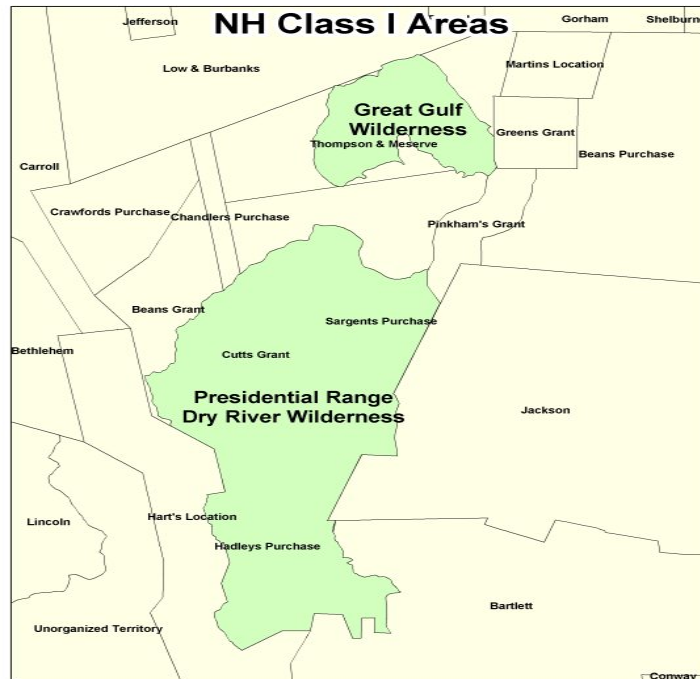 NH Class I Areas
Jefferson
Gorham
Shelburn
Low & Burbanks
Martins Location
Great Gulf
Wilderness
Thompson & Meserve
Greens Grant
Beans Purchase
Carroll
Crawfords Purchase
Chandlers Purchase
Pinkham's Grant
Beans Grant
Sargents Purchase
Bethlehem
Cutts Grant
Presidential Range
Dry River Wilderness
Jackson
Hart's Location
Lincoln
Hadleys Purchase
Bartlett
Unorganized Territory
Conway